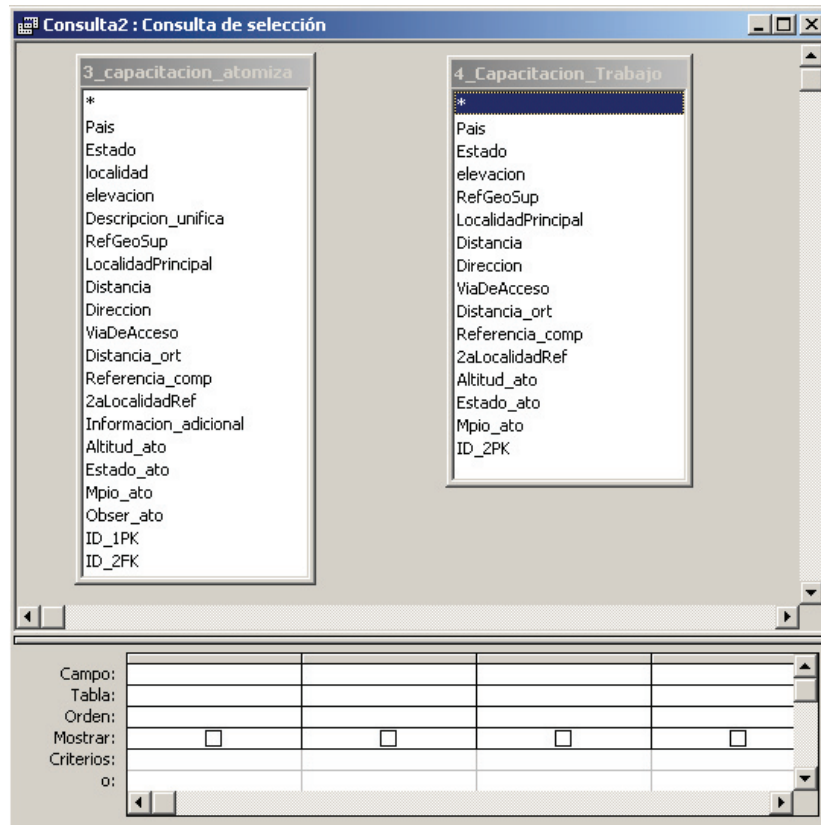 Consulta2 : Consulta de selección
3_capacitacion_atomiza
*
Pais
Estado
localidad
elevacion
Descripcion_unifica
RefGeoSup
LocalidadPrincipal
Distancia
Direccion
ViaDeAcceso
Distancia_ort
Referencia_comp
2aLocalidadRef
Informacion_adicional
Altitud_ato
Estado_ato
Mpio_ato
Obser_ato
ID_1PK
ID_2FK
4_Capacitacion_Trabajo
*
Pais
Estado
elevacion
RefGeoSup
LocalidadPrincipal
Distancia
Direccion
ViaDeAcceso
Distancia_ort
Referencia_comp
2aLocalidadRef
Altitud_ato
Estado_ato
Mpio_ato
ID_2PK
Campo:
Tabla:
Orden:
Mostrar:
Criterios:
o: